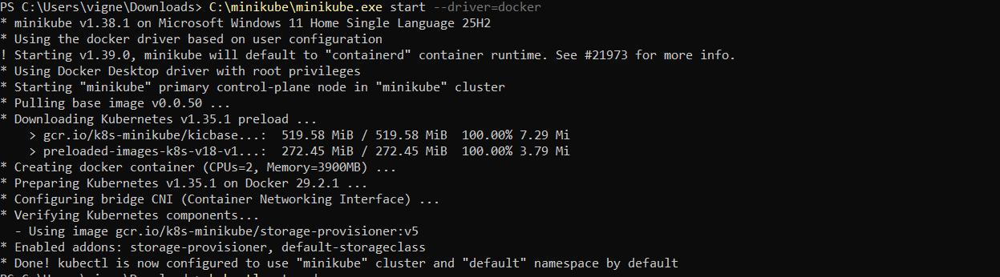 PS C:\Users\vigne\Downloads> C:\minikube\minikube.exe start --driver=docker
* minikube v1.38.1 on Microsoft Windows 11 Home Single Language 25H2
* Using the docker driver based on user configuration
! Starting v1.39.0, minikube will default to "containerd" container runtime. See #21973 for more info.
* Using Docker Desktop driver with root privileges
* Starting "minikube" primary control-plane node in "minikube" cluster
* Pulling base image v0.0.50 ...
* Downloading Kubernetes v1.35.1 preload ...
    > gcr.io/k8s-minikube/kicbase...:  519.58 MiB / 519.58 MiB  100.00% 7.29 Mi
    > preloaded-images-k8s-v18-v1...:  272.45 MiB / 272.45 MiB  100.00% 3.79 Mi
* Creating docker container (CPUs=2, Memory=3900MB) ...
* Preparing Kubernetes v1.35.1 on Docker 29.2.1 ...
* Configuring bridge CNI (Container Networking Interface) ...
* Verifying Kubernetes components...
  - Using image gcr.io/k8s-minikube/storage-provisioner:v5
* Enabled addons: storage-provisioner, default-storageclass
* Done! kubectl is now configured to use "minikube" cluster and "default" namespace by default